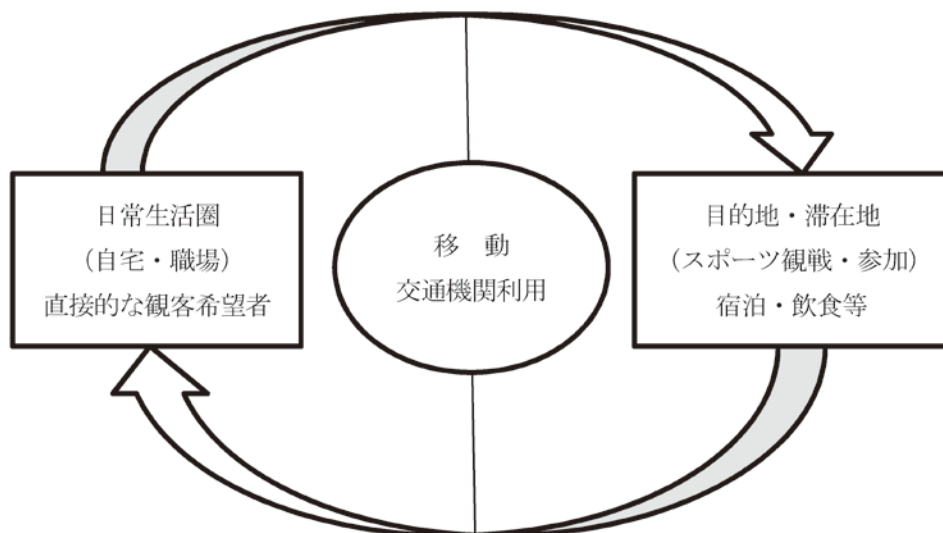 日常生活圏
（自宅・職場）
直接的な観客希望者
移　動
交通機関利用
目的地・滞在地
（スポーツ観戦・参加）
宿泊・飲食等